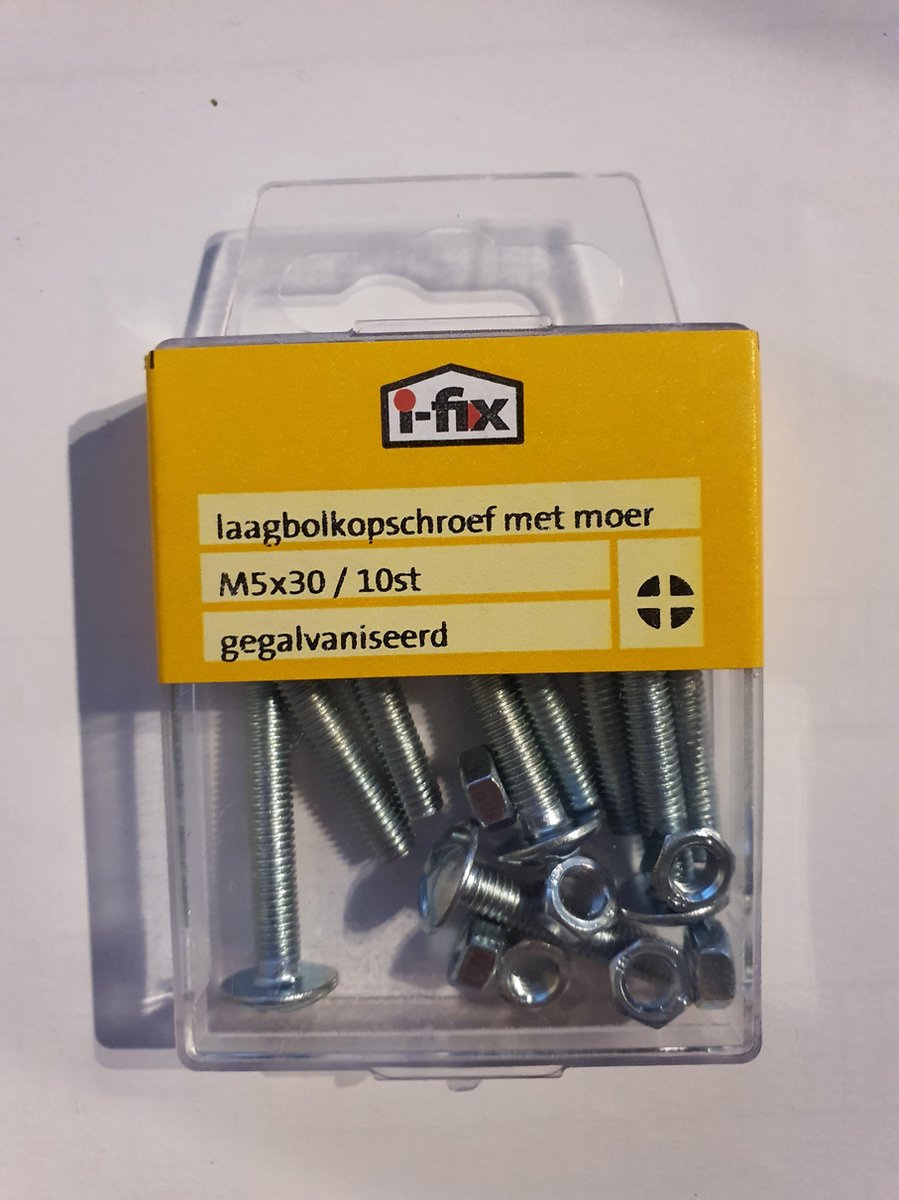 i-fix
laagbolkopschroef met moer
M5x30 / 10st
gegalvaniseerd